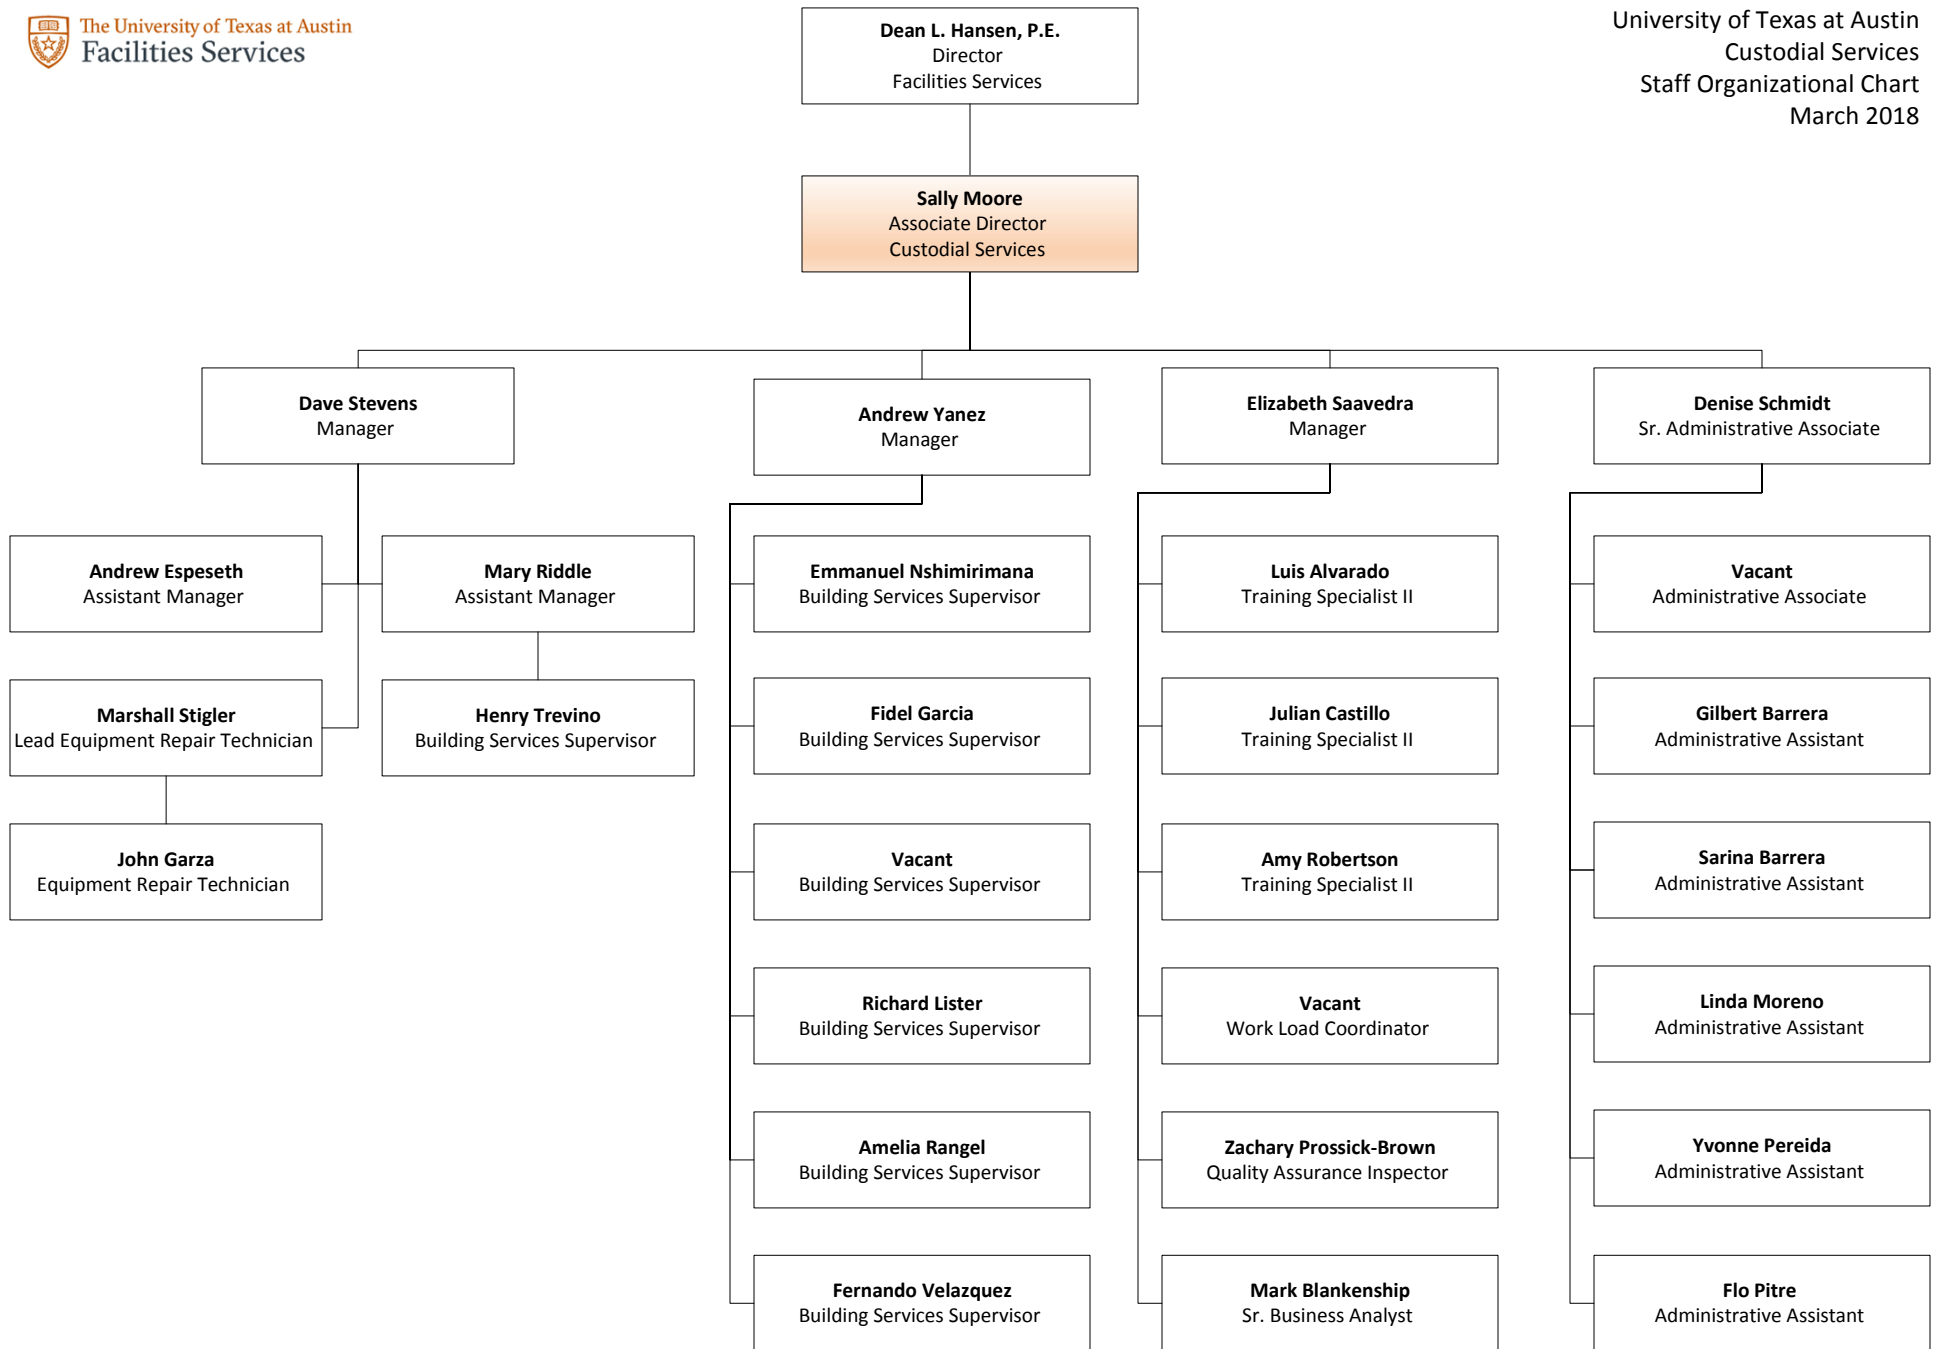 The University of Texas at Austin
Facilities Services
University of Texas at Austin
Custodial Services
Staff Organizational Chart
March 2018
Dean L. Hansen, P.E.
Director
Facilities Services
Sally Moore
Associate Director
Custodial Services
Dave Stevens
Manager
Andrew Espeseth
Assistant Manager
Mary Riddle
Assistant Manager
Marshall Stigler
Lead Equipment Repair Technician
Henry Trevino
Building Services Supervisor
John Garza
Equipment Repair Technician
Andrew Yanez
Manager
Emmanuel Nshimirimana
Building Services Supervisor
Fidel Garcia
Building Services Supervisor
Vacant
Building Services Supervisor
Richard Lister
Building Services Supervisor
Amelia Rangel
Building Services Supervisor
Fernando Velazquez
Building Services Supervisor
Elizabeth Saavedra
Manager
Luis Alvarado
Training Specialist II
Julian Castillo
Training Specialist II
Amy Robertson
Training Specialist II
Vacant
Work Load Coordinator
Zachary Prossick-Brown
Quality Assurance Inspector
Mark Blankenship
Sr. Business Analyst
Denise Schmidt
Sr. Administrative Associate
Vacant
Administrative Associate
Gilbert Barrera
Administrative Assistant
Sarina Barrera
Administrative Assistant
Linda Moreno
Administrative Assistant
Yvonne Pereida
Administrative Assistant
Flo Pitre
Administrative Assistant